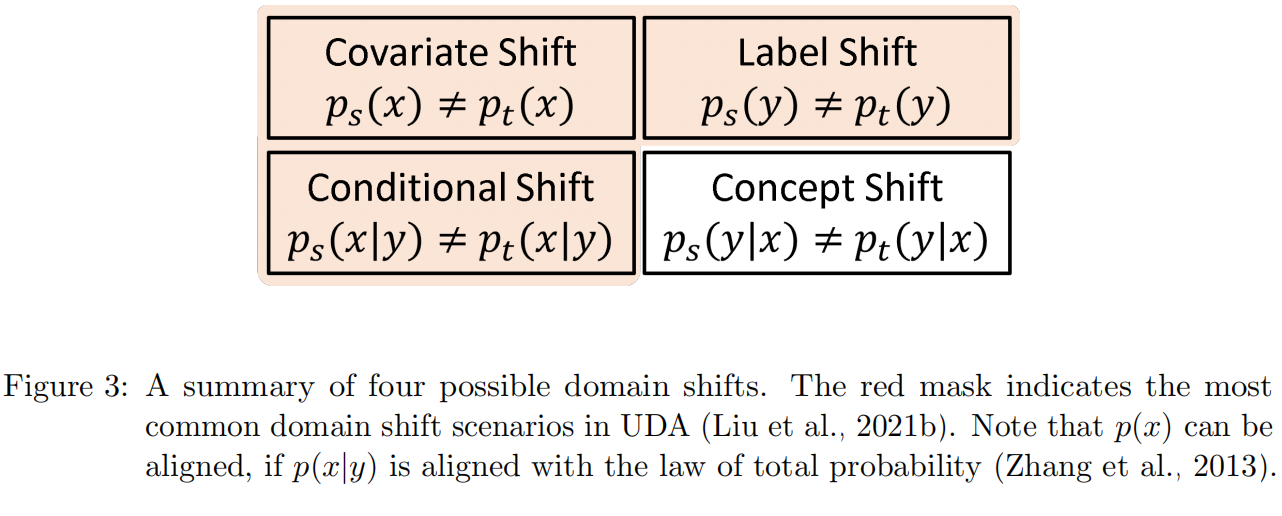 Covariate Shift
pₛ(x) ≠ pₜ(x)
Label Shift
pₛ(y) ≠ pₜ(y)
Conditional Shift
pₛ(x|y) ≠ pₜ(x|y)
Concept Shift
pₛ(y|x) ≠ pₜ(y|x)
Figure 3: A summary of four possible domain shifts. The red mask indicates the most
common domain shift scenarios in UDA (Liu et al., 2021b). Note that p(x) can be
aligned, if p(x|y) is aligned with the law of total probability (Zhang et al., 2013).